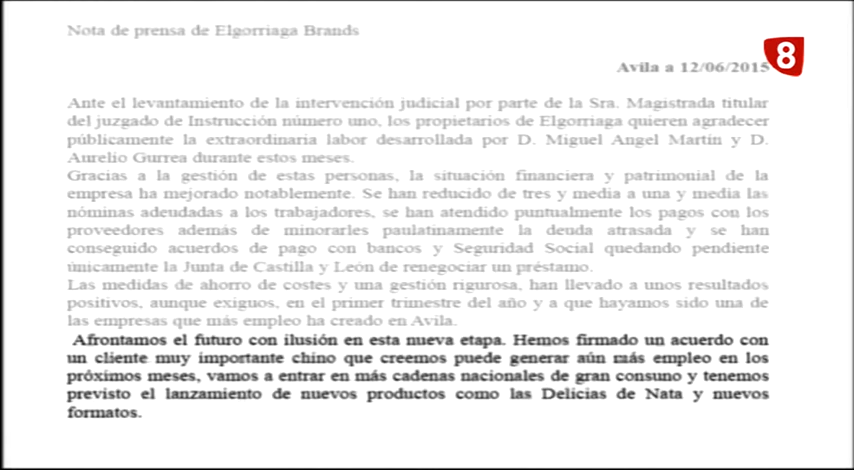 Nota de prensa de Elgorriaga Brands
8
Avila a 12/06/2015
Ante el levantamiento de la intervención judicial por parte de la Sra. Magistrada titular
del juzgado de Instrucción número uno, los propietarios de Elgorriaga quieren agradecer
públicamente la extraordinaria labor desarrollada por D. Miguel Angel Martín y D.
Aurelio Gurrea durante estos meses.
Gracias a la gestión de estas personas, la situación financiera y patrimonial de la
empresa ha mejorado notablemente. Se han reducido de tres y media a una y media las
nóminas adeudadas a los trabajadores, se han atendido puntualmente los pagos con los
proveedores además de minorarles paulatinamente la deuda atrasada y se han
conseguido acuerdos de pago con bancos y Seguridad Social quedando pendiente
únicamente la Junta de Castilla y León de renegociar un préstamo.
Las medidas de ahorro de costes y una gestión rigurosa, han llevado a unos resultados
positivos, aunque exiguos, en el primer trimestre del año y a que hayamos sido una de
las empresas que más empleo ha creado en Avila.
Afrontamos el futuro con ilusión en esta nueva etapa. Hemos firmado un acuerdo con
un cliente muy importante chino que creemos puede generar aún más empleo en los
próximos meses, vamos a entrar en más cadenas nacionales de gran consuno y tenemos
previsto el lanzamiento de nuevos productos como las Delicias de Nata y nuevos
formatos.